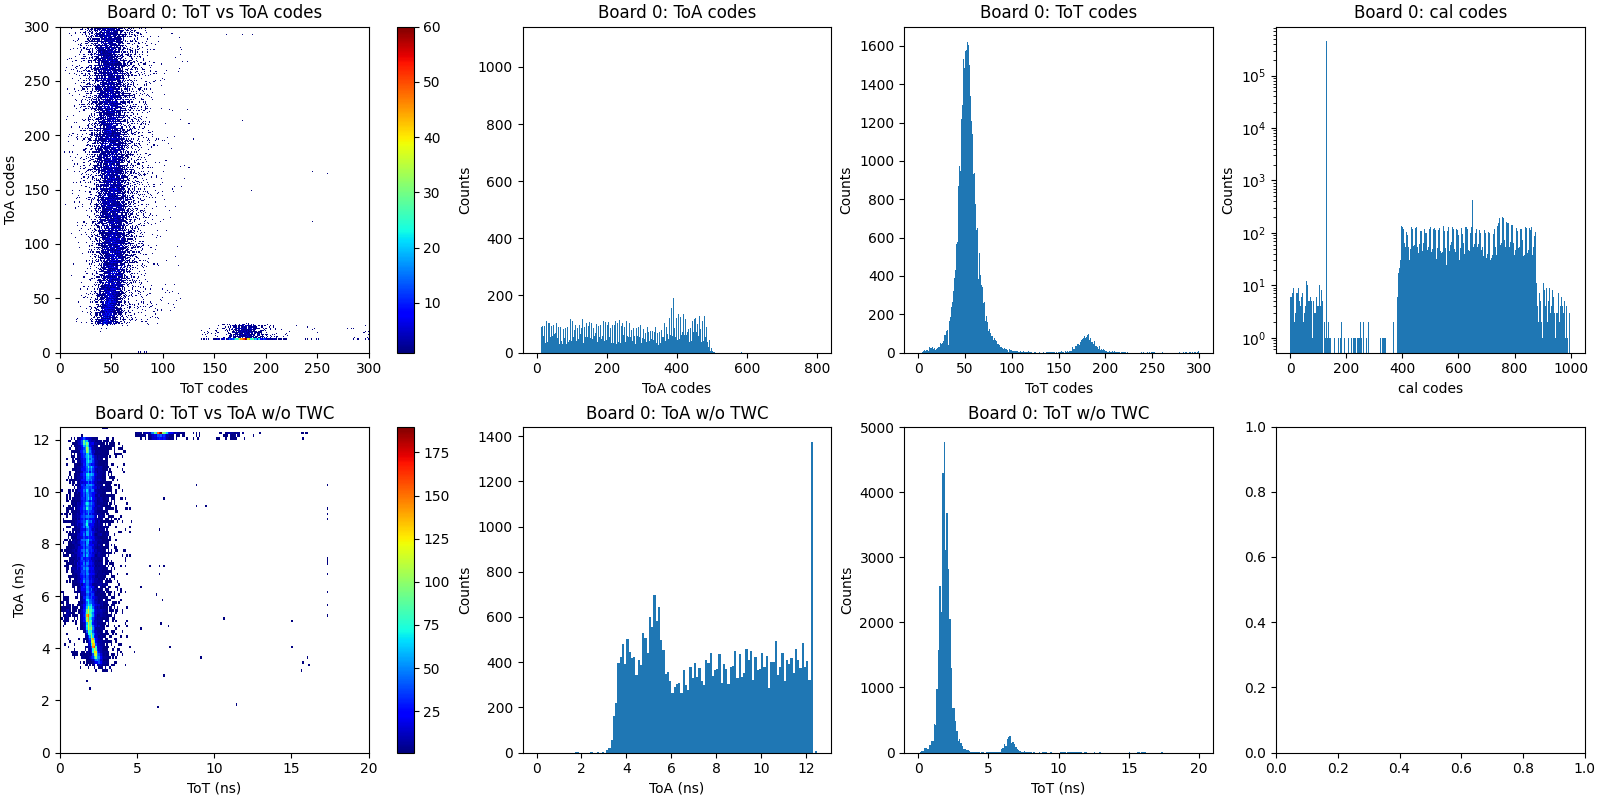 Board 0: ToT vs ToA codes
300
250
200
150
100
50
0
ToA codes
0 50 100 150 200 250 300
ToT codes
60
50
40
30
20
10
Board 0: ToA codes
1000
800
600
400
200
0
Counts
0 200 400 600 800
ToA codes
Board 0: ToT codes
1600
1400
1200
1000
800
600
400
200
0
Counts
0 50 100 150 200 250 300
ToT codes
Board 0: cal codes
10^5
10^4
10^3
10^2
10^1
10^0
Counts
0 200 400 600 800 1000
cal codes
Board 0: ToT vs ToA w/o TWC
12
10
8
6
4
2
0
ToA (ns)
0 5 10 15 20
ToT (ns)
175
150
125
100
75
50
25
Board 0: ToA w/o TWC
1400
1200
1000
800
600
400
200
0
Counts
0 2 4 6 8 10 12
ToA (ns)
Board 0: ToT w/o TWC
5000
4000
3000
2000
1000
0
Counts
0 5 10 15 20
ToT (ns)
1.0
0.8
0.6
0.4
0.2
0.0
0.0 0.2 0.4 0.6 0.8 1.0